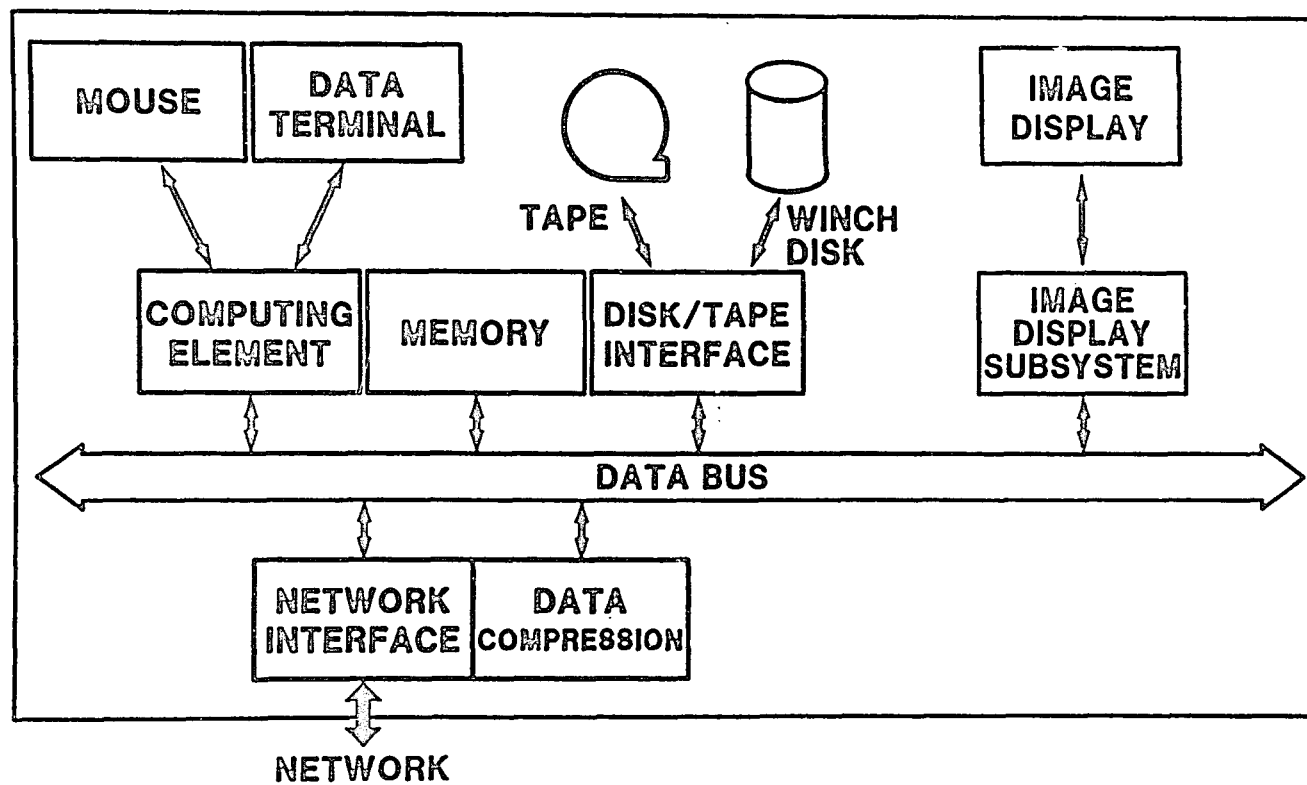 MOUSE
DATA
TERMINAL
IMAGE
DISPLAY
TAPE
WINCH
DISK
COMPUTING
ELEMENT
MEMORY
DISK/TAPE
INTERFACE
IMAGE
DISPLAY
SUBSYSTEM
DATA BUS
NETWORK
INTERFACE
DATA
COMPRESSION
NETWORK